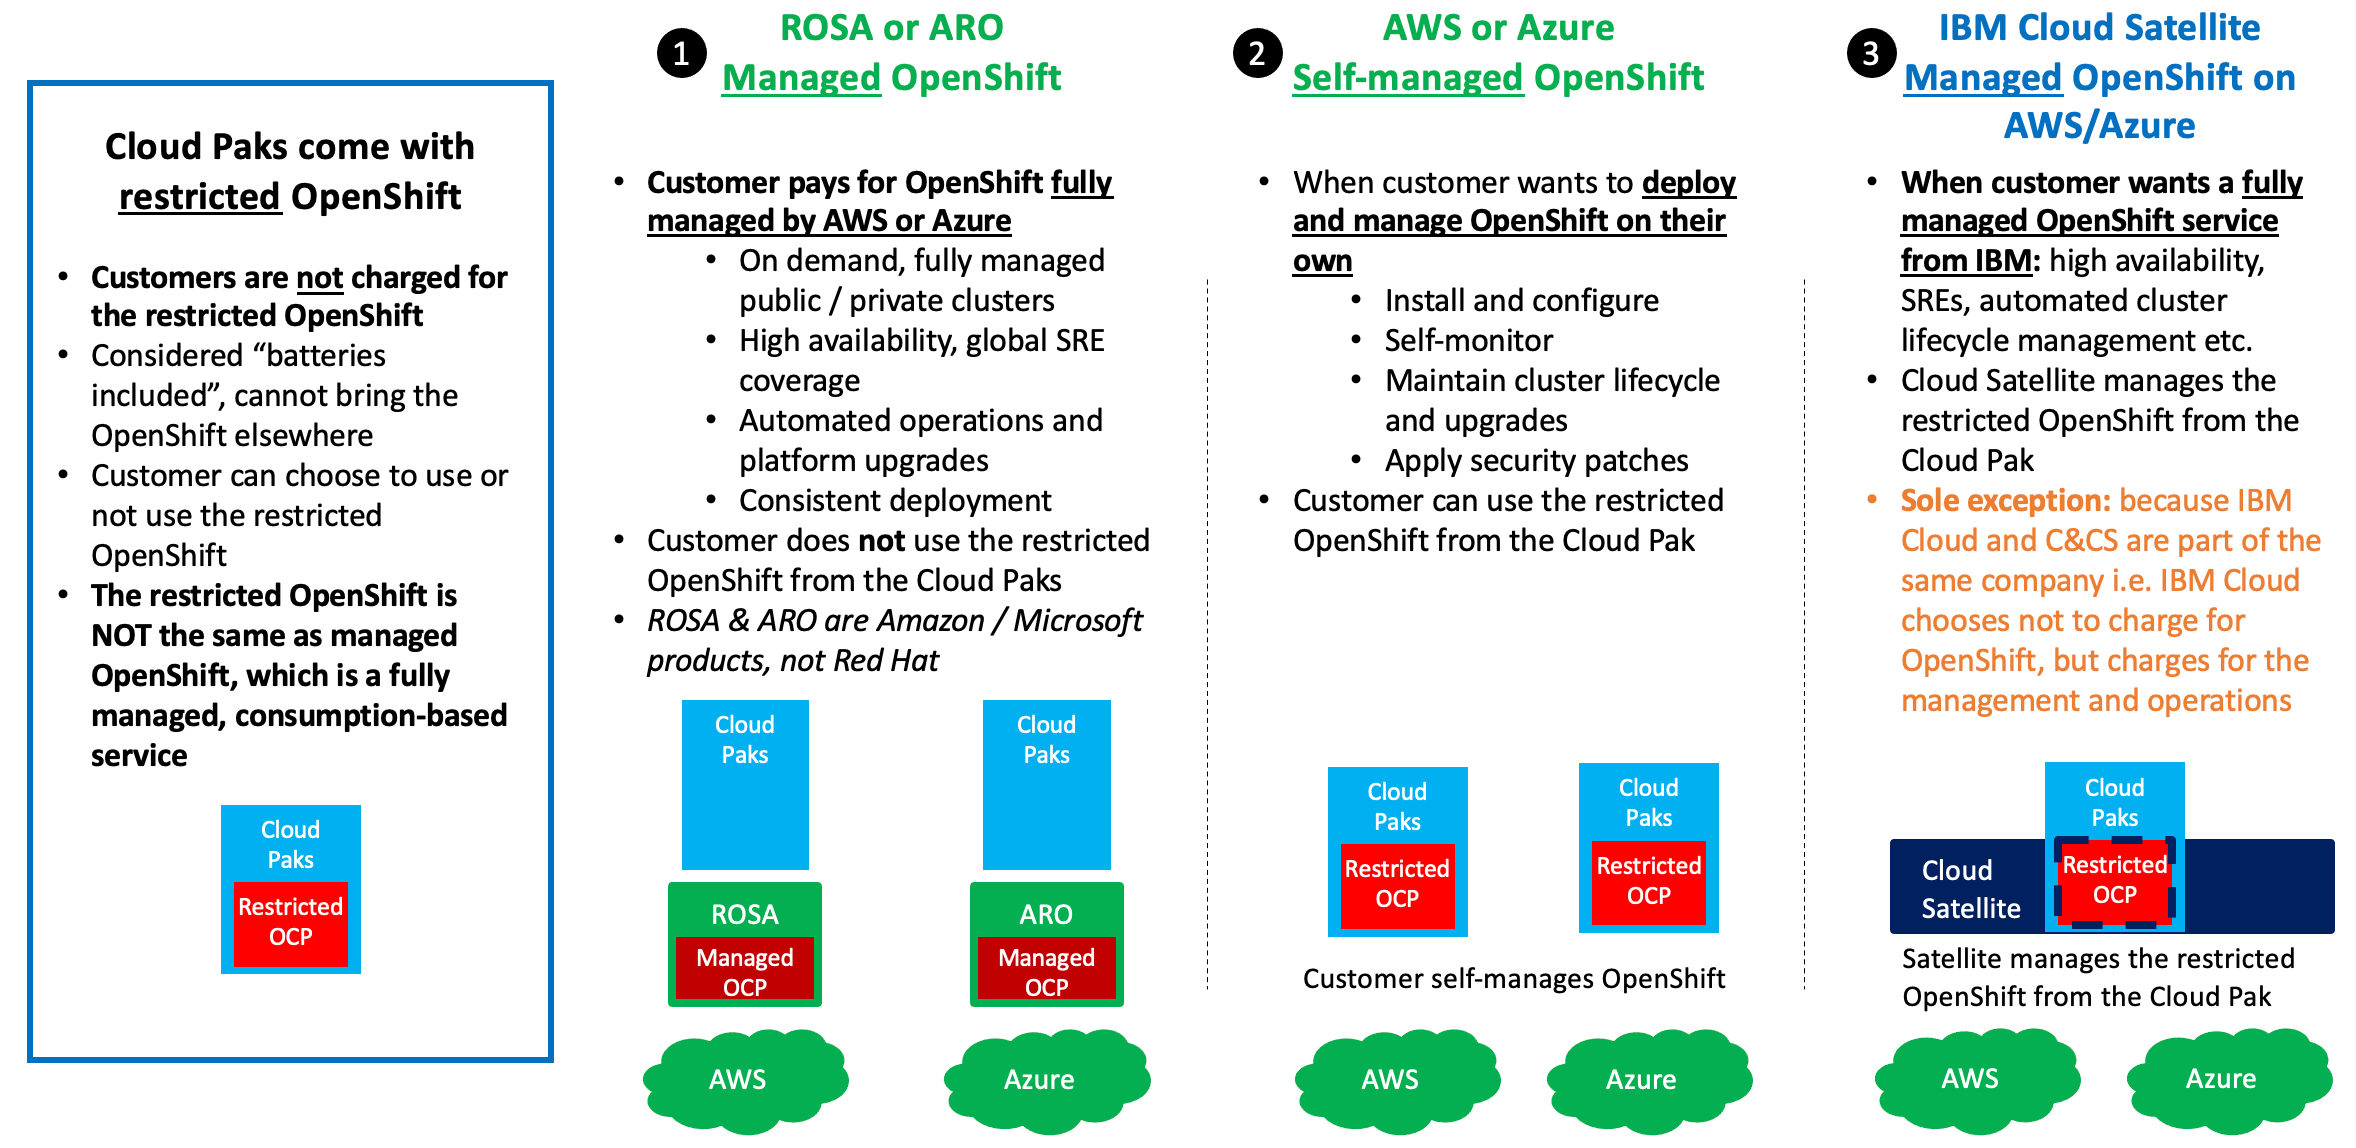 Cloud Paks come with
restricted OpenShift
• Customers are not charged for
the restricted OpenShift
• Considered “batteries
included”, cannot bring the
OpenShift elsewhere
• Customer can choose to use or
not use the restricted
OpenShift
• The restricted OpenShift is
NOT the same as managed
OpenShift, which is a fully
managed, consumption-based
service
Cloud
Paks
Restricted
OCP
1
ROSA or ARO
Managed OpenShift
• Customer pays for OpenShift fully
managed by AWS or Azure
• On demand, fully managed
public / private clusters
• High availability, global SRE
coverage
• Automated operations and
platform upgrades
• Consistent deployment
• Customer does not use the restricted
OpenShift from the Cloud Paks
• ROSA & ARO are Amazon / Microsoft
products, not Red Hat
Cloud
Paks
ROSA
Managed
OCP
AWS
Cloud
Paks
ARO
Managed
OCP
Azure
2
AWS or Azure
Self-managed OpenShift
• When customer wants to deploy
and manage OpenShift on their
own
• Install and configure
• Self-monitor
• Maintain cluster lifecycle
and upgrades
• Apply security patches
• Customer can use the restricted
OpenShift from the Cloud Pak
Cloud
Paks
Restricted
OCP
Cloud
Paks
Restricted
OCP
Customer self-manages OpenShift
AWS
Azure
3
IBM Cloud Satellite
Managed OpenShift on
AWS/Azure
• When customer wants a fully
managed OpenShift service
from IBM: high availability,
SREs, automated cluster
lifecycle management etc.
• Cloud Satellite manages the
restricted OpenShift from the
Cloud Pak
• Sole exception: because IBM
Cloud and C&CS are part of the
same company i.e. IBM Cloud
chooses not to charge for
OpenShift, but charges for the
management and operations
Cloud
Paks
Restricted
OCP
Cloud
Satellite
Satellite manages the restricted
OpenShift from the Cloud Pak
AWS
Azure